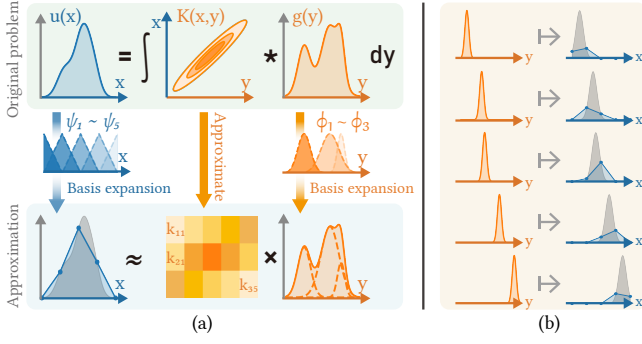 Original problem
u(x) = ∫ K(x,y) * g(y) dy
x x y y
ψ₁ ~ ψ₅ Approximate ϕ₁ ~ ϕ₃
x y
Basis expansion Basis expansion
Approximation
≈ k₁₁ ×
k₂₁
k₃₅
x y
(a)
y ↦ x
y ↦ x
y ↦ x
y ↦ x
y ↦ x
(b)